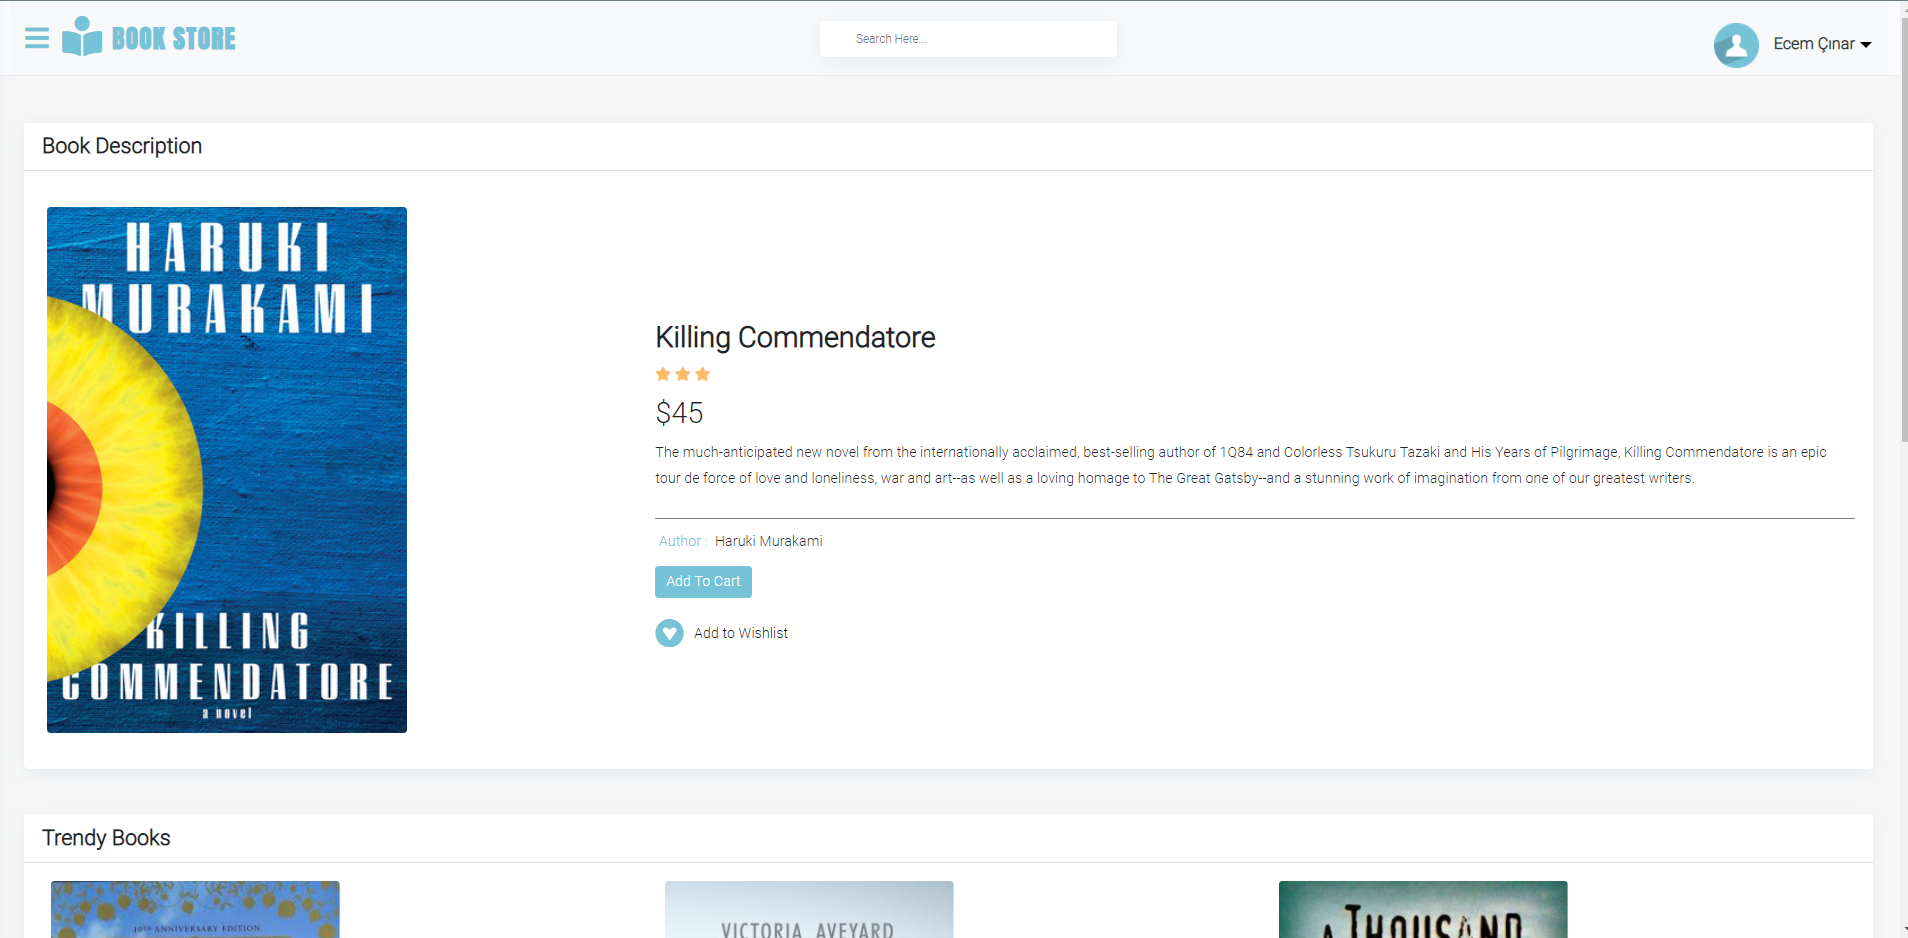 BOOK STORE
Search Here...
Ecem Çınar
Book Description
HARUKI
MURAKAMI
KILLING
COMMENDATORE
a novel
Killing Commendatore
$45
The much-anticipated new novel from the internationally acclaimed, best-selling author of 1Q84 and Colorless Tsukuru Tazaki and His Years of Pilgrimage, Killing Commendatore is an epic
tour de force of love and loneliness, war and art--as well as a loving homage to The Great Gatsby--and a stunning work of imagination from one of our greatest writers.
Author : Haruki Murakami
Add To Cart
Add to Wishlist
Trendy Books
10TH ANNIVERSARY EDITION
VICTORIA AVEYARD
A THOUSAND